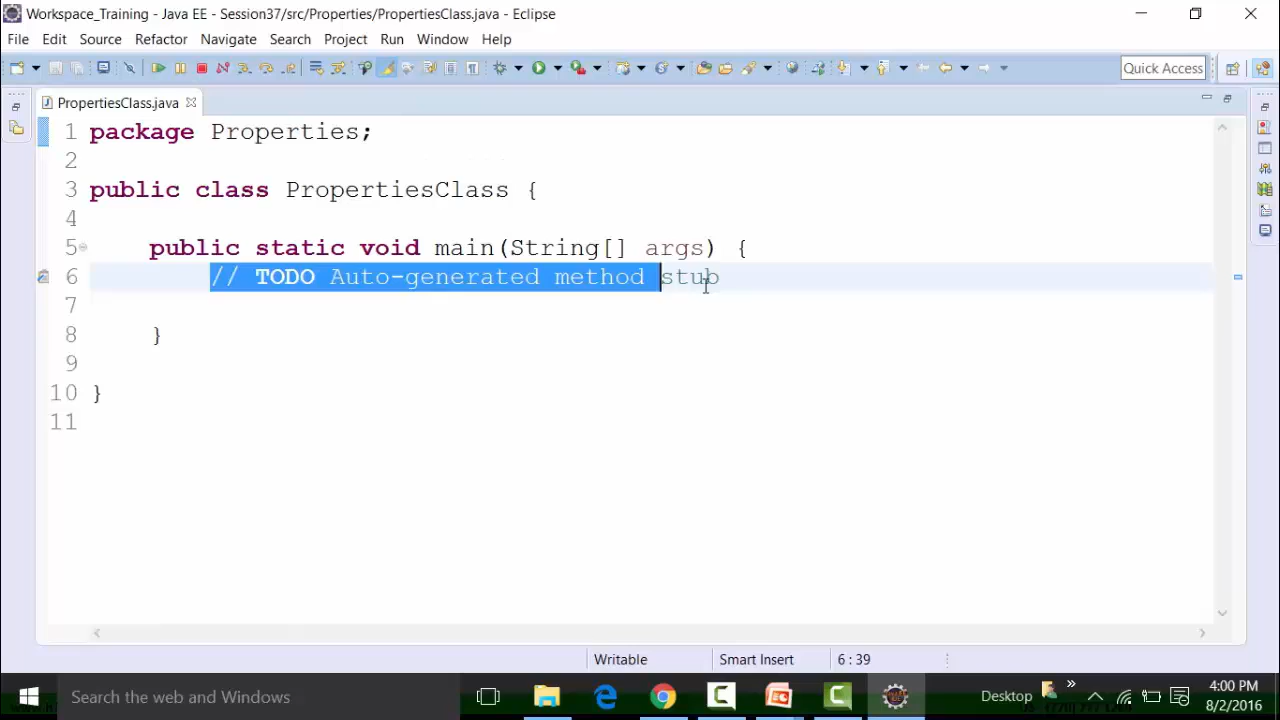 Workspace_Training - Java EE - Session37/src/Properties/PropertiesClass.java - Eclipse
File Edit Source Refactor Navigate Search Project Run Window Help
Quick Access
PropertiesClass.java
1 package Properties;
2
3 public class PropertiesClass {
4
5 public static void main(String[] args) {
6 // TODO Auto-generated method stub
7
8 }
9
10 }
11
Writable Smart Insert 6 : 39
Search the web and Windows
Desktop
4:00 PM
8/2/2016